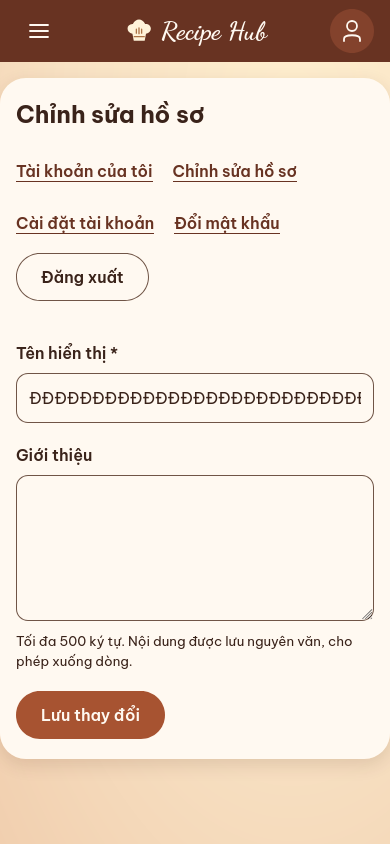 Recipe Hub
Chỉnh sửa hồ sơ
Tài khoản của tôi Chỉnh sửa hồ sơ
Cài đặt tài khoản Đổi mật khẩu
Đăng xuất
Tên hiển thị *
ĐĐĐĐĐĐĐĐĐĐĐĐĐĐĐĐĐĐĐĐĐĐĐĐĐĐĐ
Giới thiệu
Tối đa 500 ký tự. Nội dung được lưu nguyên văn, cho
phép xuống dòng.
Lưu thay đổi